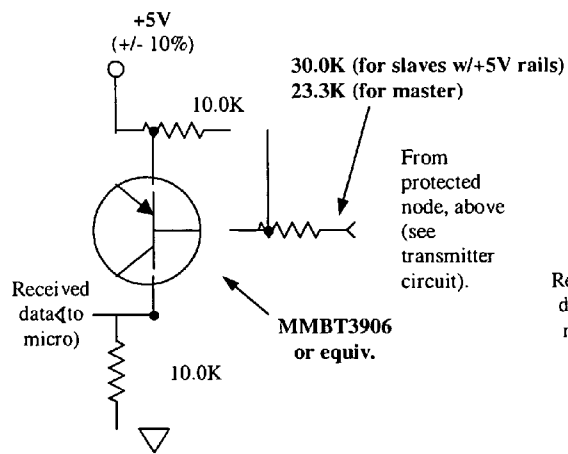 +5V
(+/- 10%)
30.0K (for slaves w/+5V rails)
23.3K (for master)
10.0K
From
protected
node, above
(see
transmitter
circuit).
Received
data (to
micro)
MMBT3906
or equiv.
10.0K
Re
d
n